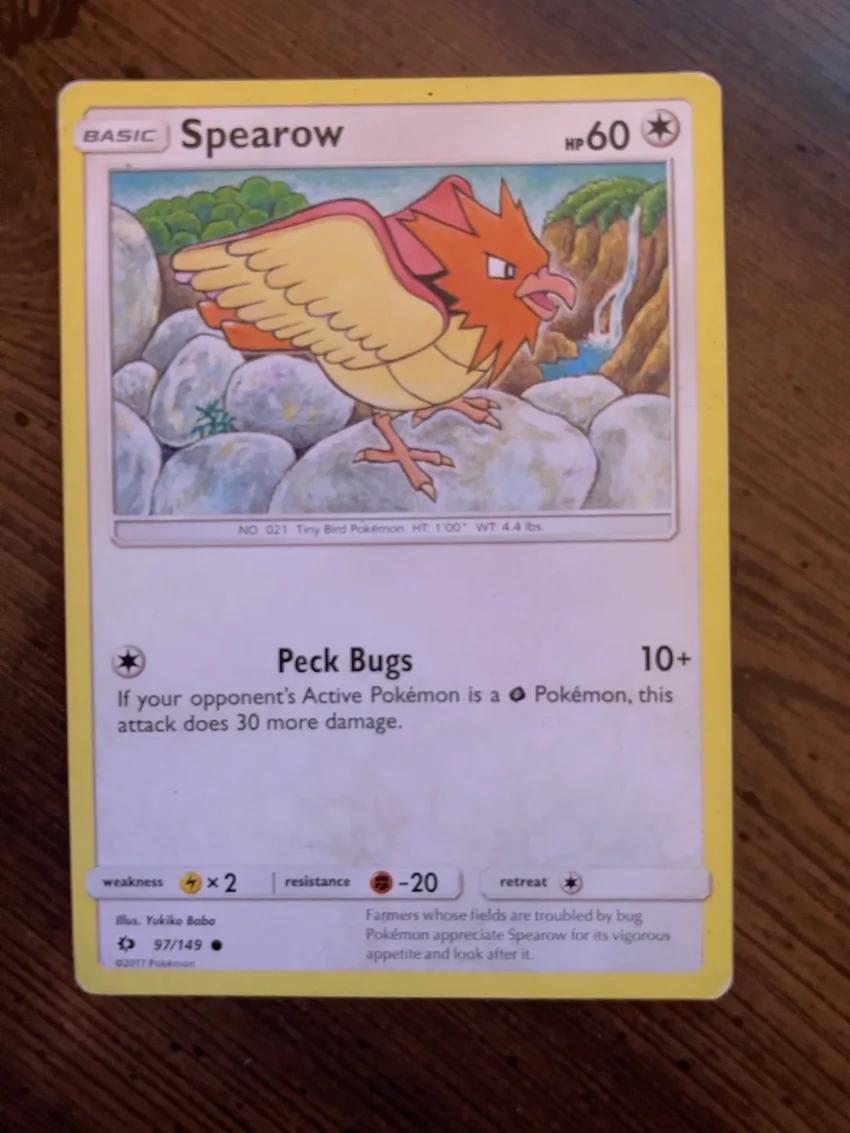 BASIC Spearow HP 60
NO. 021 Tiny Bird Pokémon HT: 1'00" WT: 4.4 lbs.
Peck Bugs 10+
If your opponent's Active Pokémon is a Pokémon, this
attack does 30 more damage.
weakness ×2 resistance -20 retreat
Illus. Yukiko Baba
97/149
©2017 Pokémon
Farmers whose fields are troubled by bug
Pokémon appreciate Spearow for its vigorous
appetite and look after it.